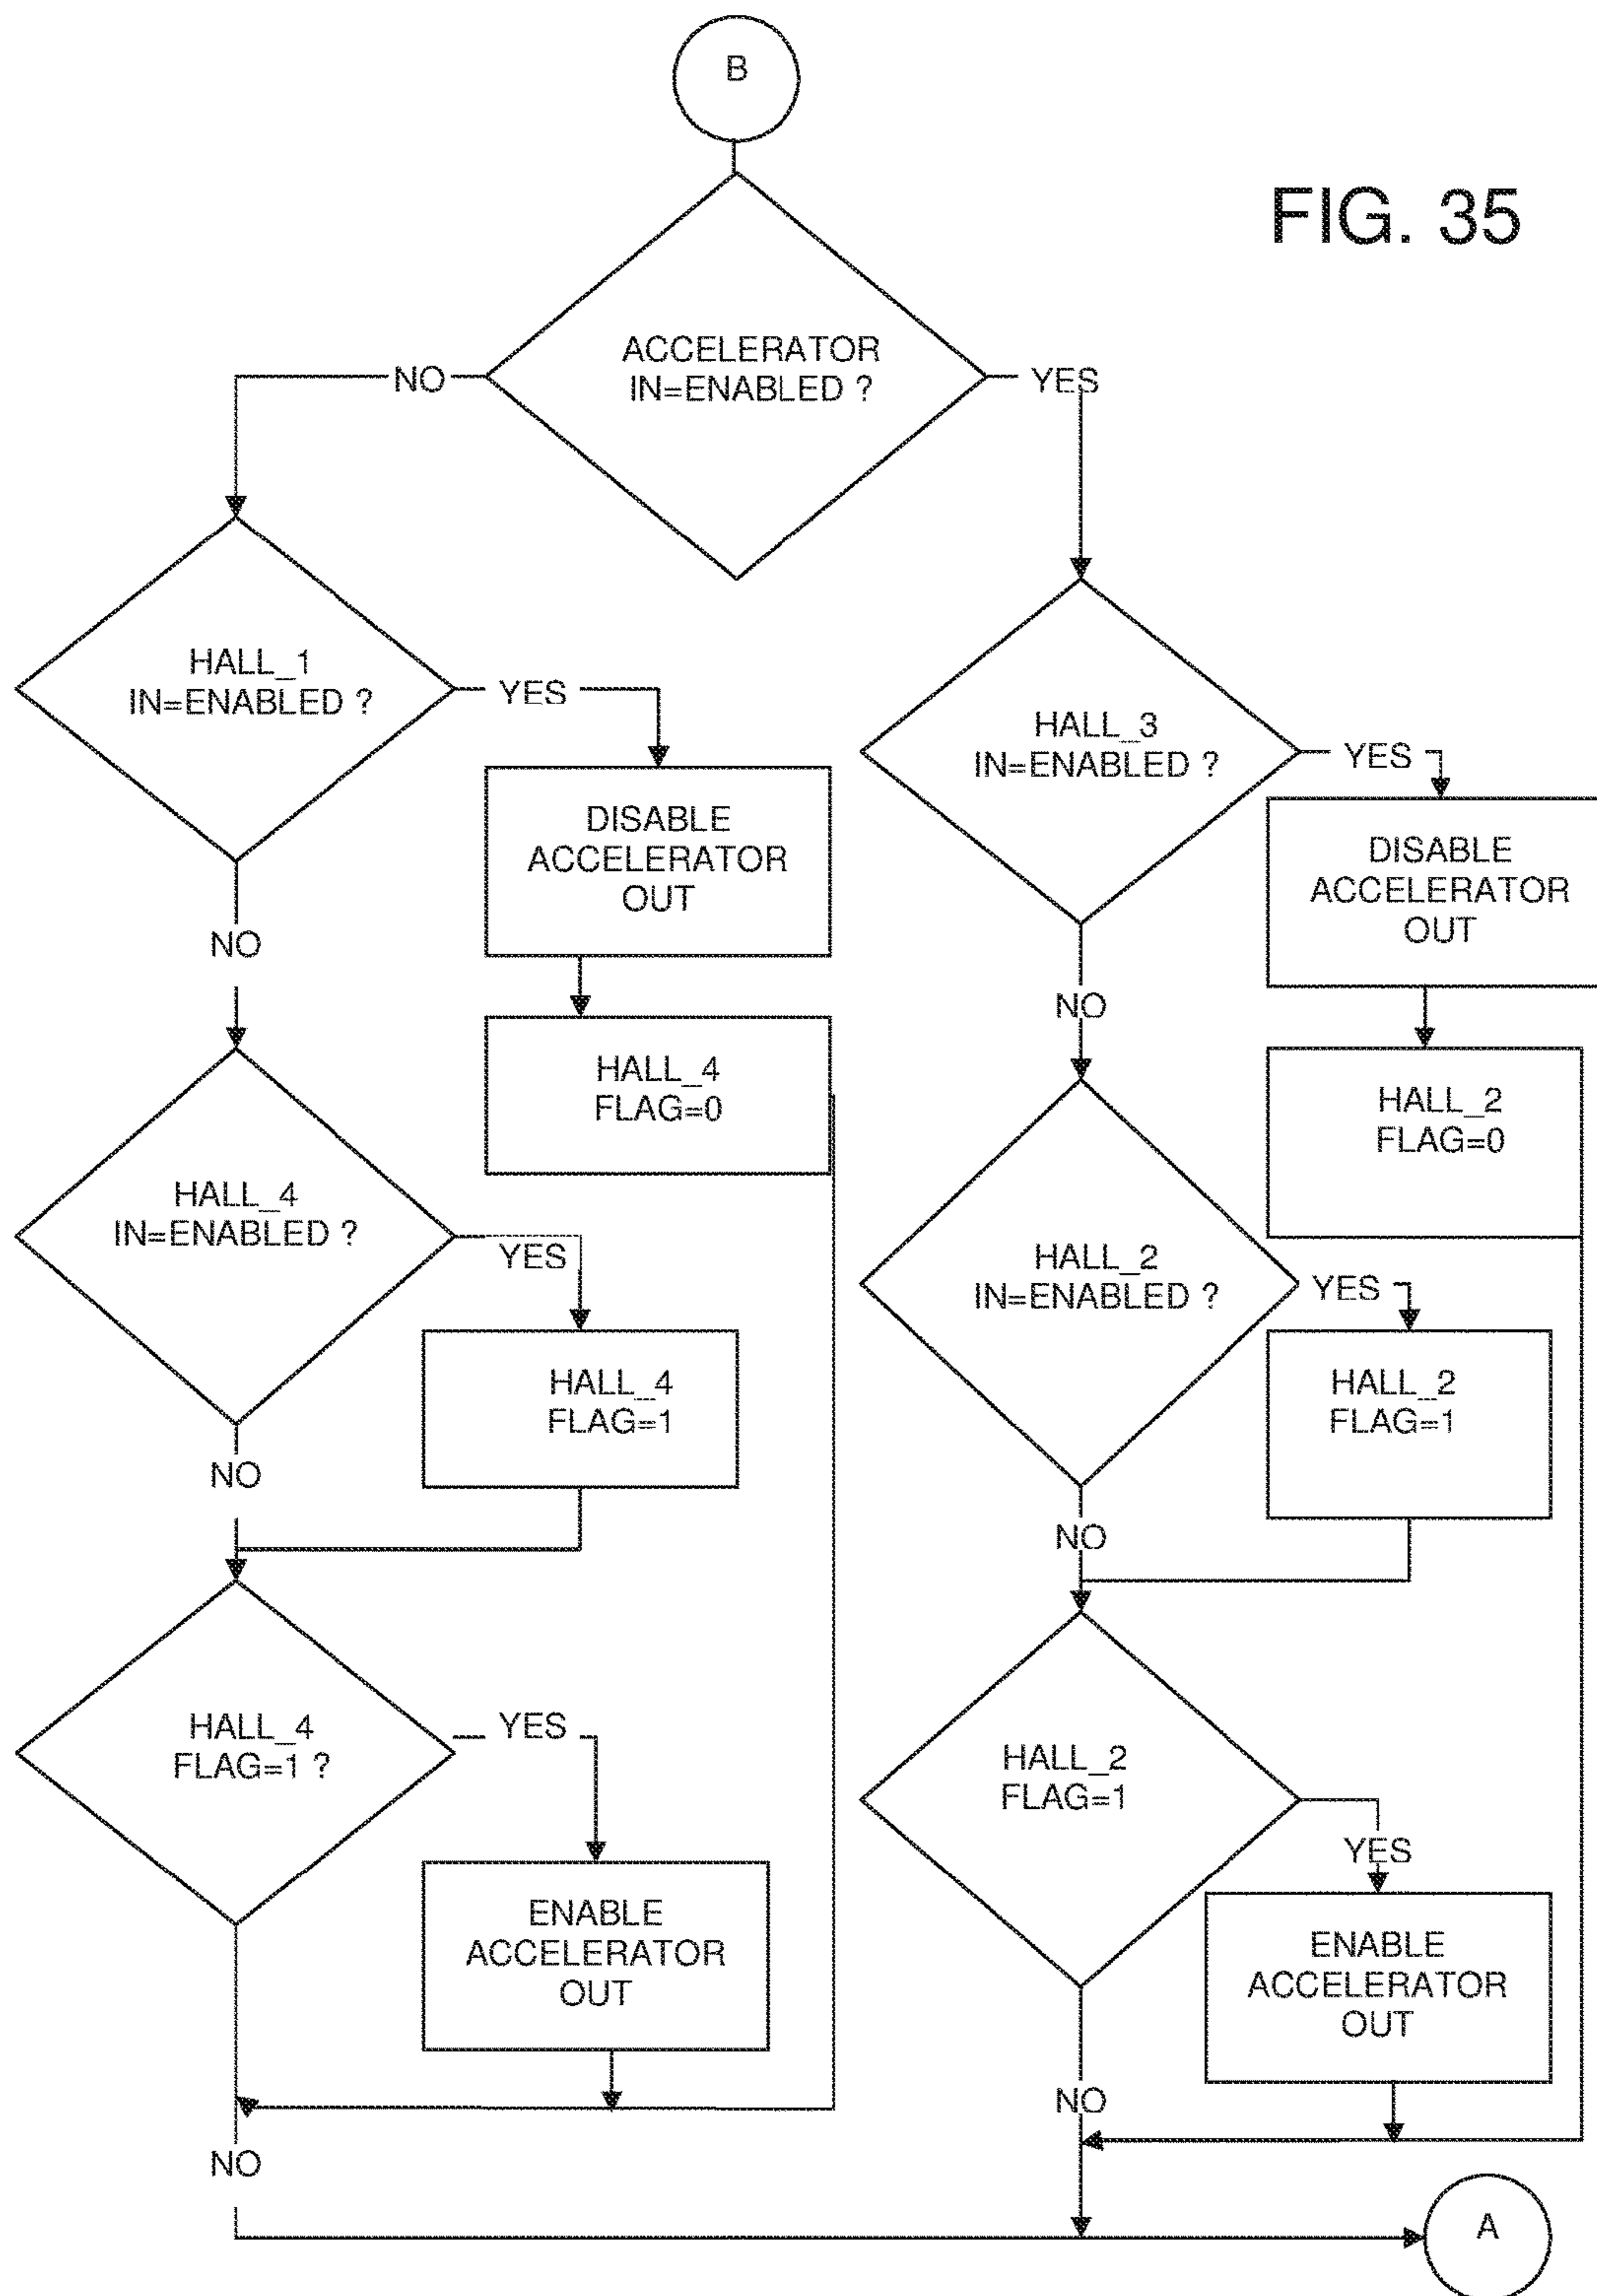 B
FIG. 35
ACCELERATOR
IN=ENABLED ?
NO
YES
HALL_1
IN=ENABLED ?
YES
DISABLE
ACCELERATOR
OUT
NO
HALL_4
FLAG=0
HALL_4
IN=ENABLED ?
YES
HALL_4
FLAG=1
NO
HALL_4
FLAG=1 ?
YES
ENABLE
ACCELERATOR
OUT
NO
HALL_3
IN=ENABLED ?
YES
DISABLE
ACCELERATOR
OUT
NO
HALL_2
FLAG=0
HALL_2
IN=ENABLED ?
YES
HALL_2
FLAG=1
NO
HALL_2
FLAG=1
YES
ENABLE
ACCELERATOR
OUT
NO
A